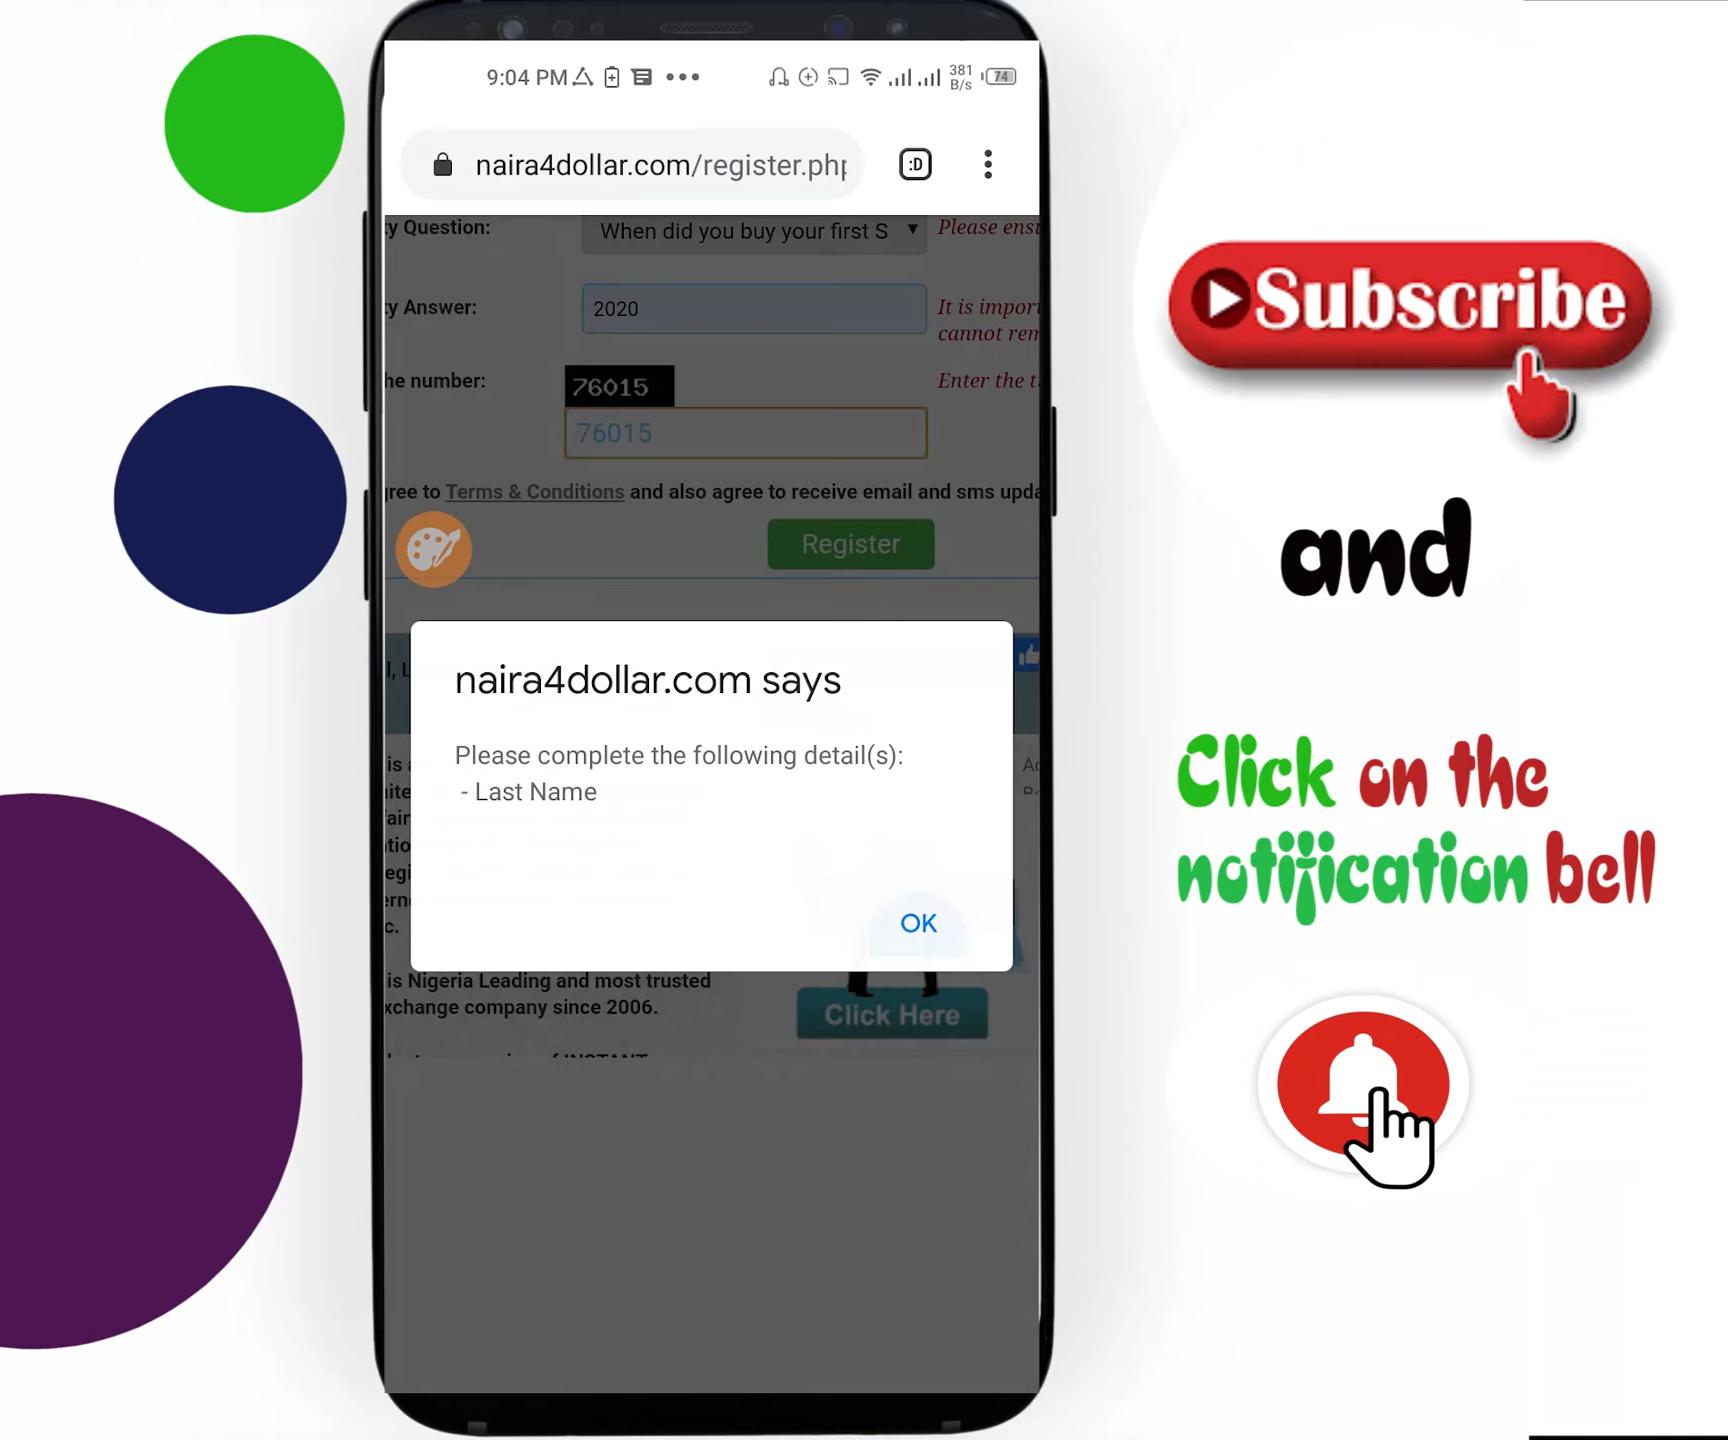 9:04 PM
381 B/s
74
:D
naira4dollar.com/register.php
y Question:
When did you buy your first S
Please ensu
y Answer:
2020
It is import
cannot rem
he number:
76015
Enter the t
76015
gree to Terms & Conditions and also agree to receive email and sms upda
Register
naira4dollar.com says
Please complete the following detail(s):
- Last Name
OK
is Nigeria Leading and most trusted
xchange company since 2006.
Click Here
Subscribe
and
Click on the
notification bell